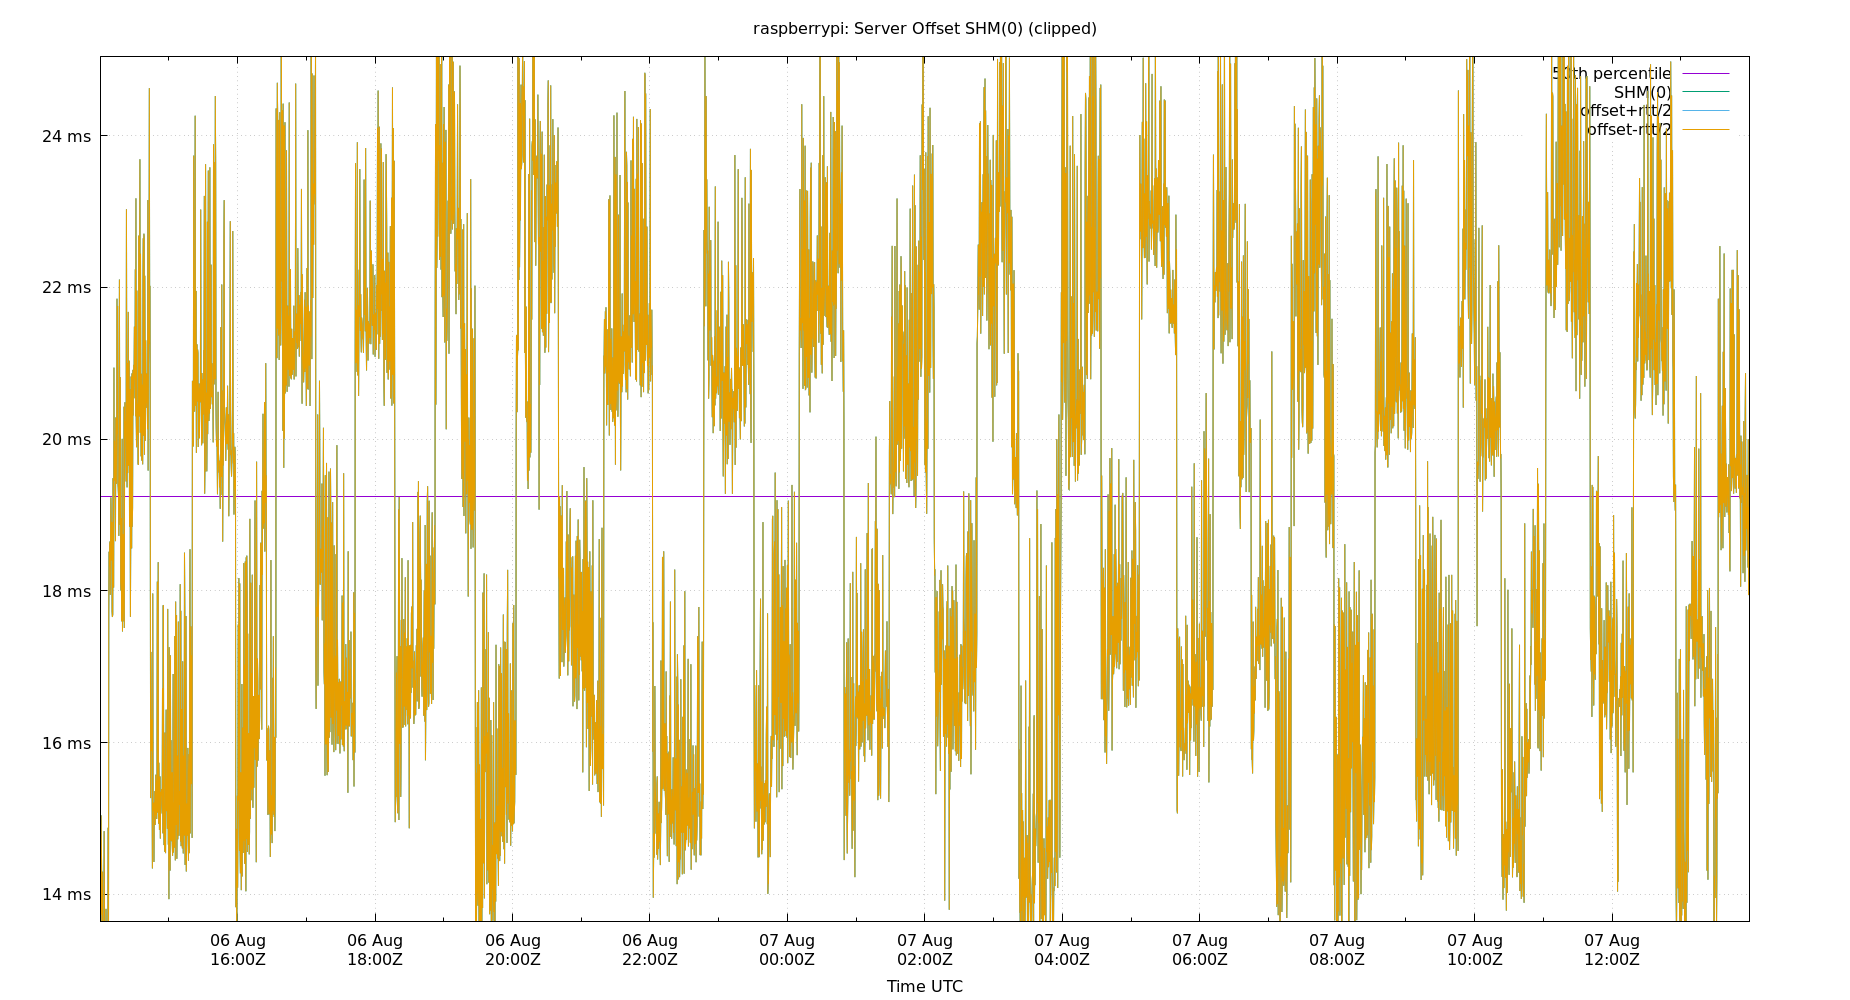 raspberrypi: Server Offset SHM(0) (clipped)
50th percentile
SHM(0)
offset+rtt/2
offset-rtt/2
24 ms
22 ms
20 ms
18 ms
16 ms
14 ms
06 Aug 06 Aug 06 Aug 06 Aug 07 Aug 07 Aug 07 Aug 07 Aug 07 Aug 07 Aug 07 Aug
16:00Z 18:00Z 20:00Z 22:00Z 00:00Z 02:00Z 04:00Z 06:00Z 08:00Z 10:00Z 12:00Z
Time UTC